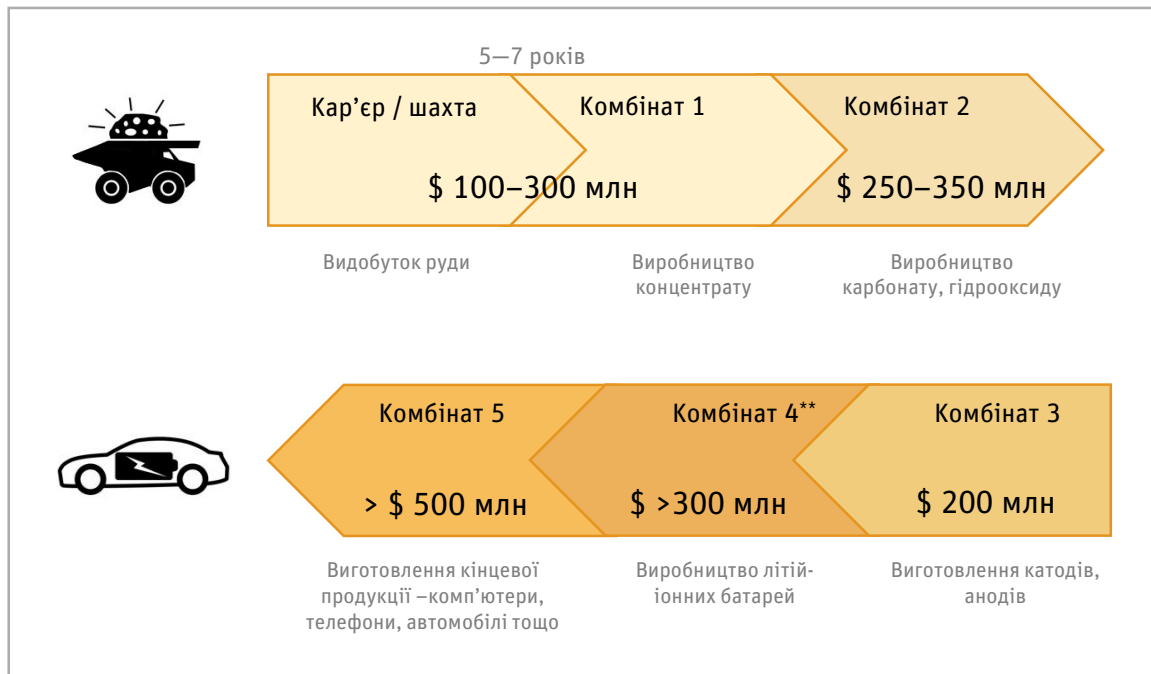 5—7 років
Кар’єр / шахта
Комбінат 1
Комбінат 2
$ 100–300 млн
$ 250–350 млн
Видобуток руди
Виробництво
концентрату
Виробництво
карбонату, гідрооксиду
Комбінат 5
Комбінат 4**
Комбінат 3
> $ 500 млн
$ >300 млн
$ 200 млн
Виготовлення кінцевої
продукції –комп’ютери,
телефони, автомобілі тощо
Виробництво літій-
іонних батарей
Виготовлення катодів,
анодів